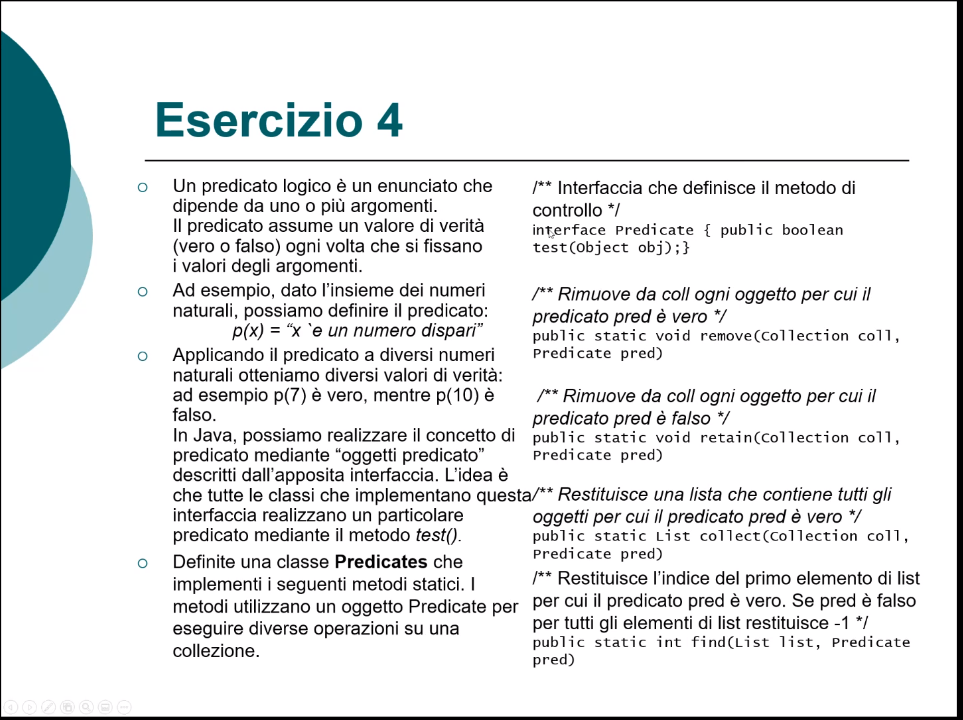 Esercizio 4
Un predicato logico è un enunciato che
dipende da uno o più argomenti.
Il predicato assume un valore di verità
(vero o falso) ogni volta che si fissano
i valori degli argomenti.
Ad esempio, dato l'insieme dei numeri
naturali, possiamo definire il predicato:
p(x) = “x `e un numero dispari”
Applicando il predicato a diversi numeri
naturali otteniamo diversi valori di verità:
ad esempio p(7) è vero, mentre p(10) è
falso.
In Java, possiamo realizzare il concetto di
predicato mediante “oggetti predicato”
descritti dall'apposita interfaccia. L'idea è
che tutte le classi che implementano questa
interfaccia realizzano un particolare
predicato mediante il metodo test().
Definite una classe Predicates che
implementi i seguenti metodi statici. I
metodi utilizzano un oggetto Predicate per
eseguire diverse operazioni su una
collezione.
/** Interfaccia che definisce il metodo di
controllo */
interface Predicate { public boolean
test(Object obj);}
/** Rimuove da coll ogni oggetto per cui il
predicato pred è vero */
public static void remove(Collection coll,
Predicate pred)
/** Rimuove da coll ogni oggetto per cui il
predicato pred è falso */
public static void retain(Collection coll,
Predicate pred)
/** Restituisce una lista che contiene tutti gli
oggetti per cui il predicato pred è vero */
public static List collect(Collection coll,
Predicate pred)
/** Restituisce l'indice del primo elemento di list
per cui il predicato pred è vero. Se pred è falso
per tutti gli elementi di list restituisce -1 */
public static int find(List list, Predicate
pred)